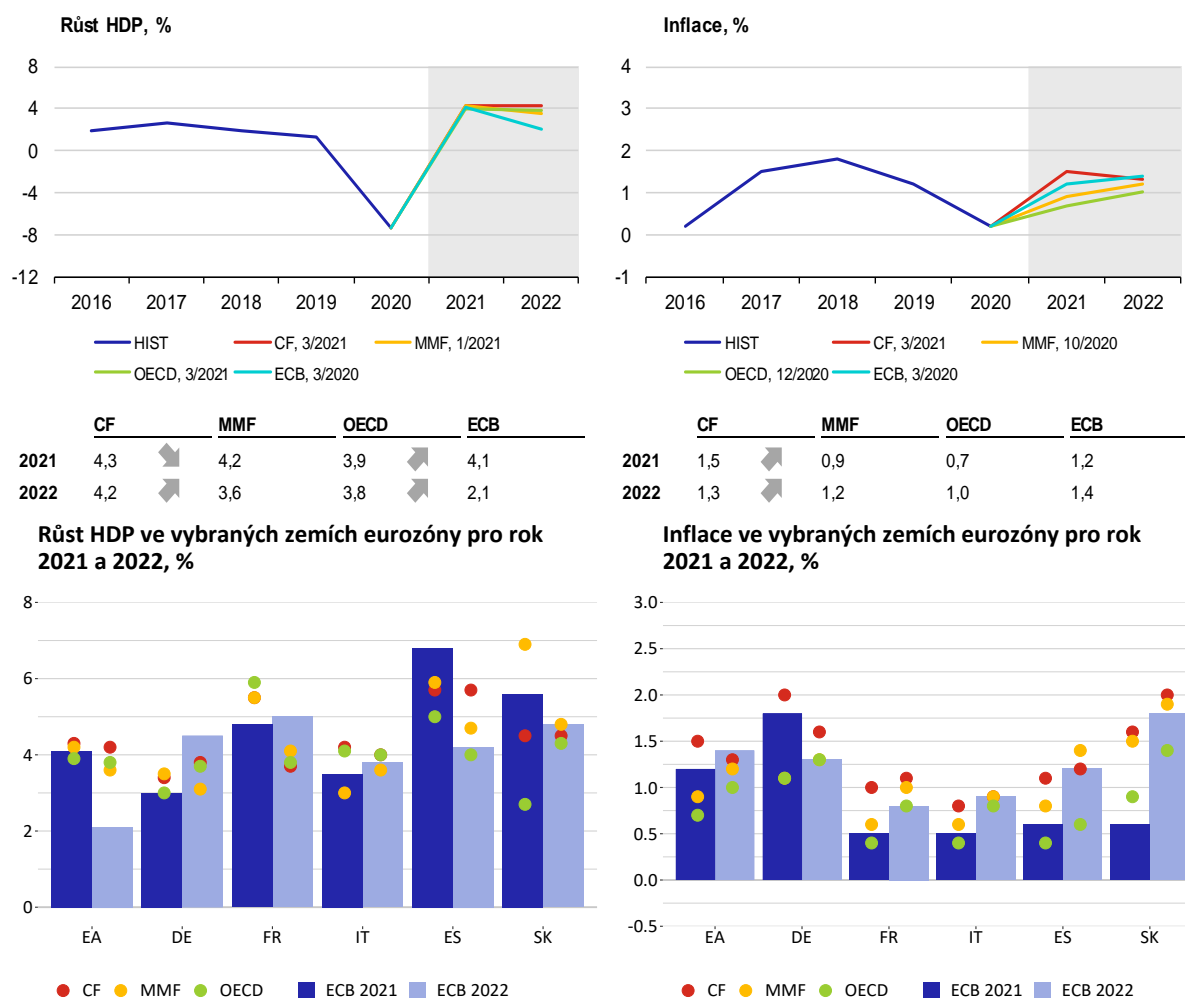 Růst HDP, %
8
4
0
-4
-8
-12
2016 2017 2018 2019 2020 2021 2022
HIST CF, 3/2021 MMF, 1/2021
OECD, 3/2021 ECB, 3/2020
CF MMF OECD ECB
2021 4,3 4,2 3,9 4,1
2022 4,2 3,6 3,8 2,1
Inflace, %
4
3
2
1
0
-1
2016 2017 2018 2019 2020 2021 2022
HIST CF, 3/2021 MMF, 10/2020
OECD, 12/2020 ECB, 3/2020
CF MMF OECD ECB
2021 1,5 0,9 0,7 1,2
2022 1,3 1,2 1,0 1,4
Růst HDP ve vybraných zemích eurozóny pro rok
2021 a 2022, %
8
6
4
2
0
EA DE FR IT ES SK
CF MMF OECD ECB 2021 ECB 2022
Inflace ve vybraných zemích eurozóny pro rok
2021 a 2022, %
3.0
2.5
2.0
1.5
1.0
0.5
0.0
-0.5
EA DE FR IT ES SK
CF MMF OECD ECB 2021 ECB 2022